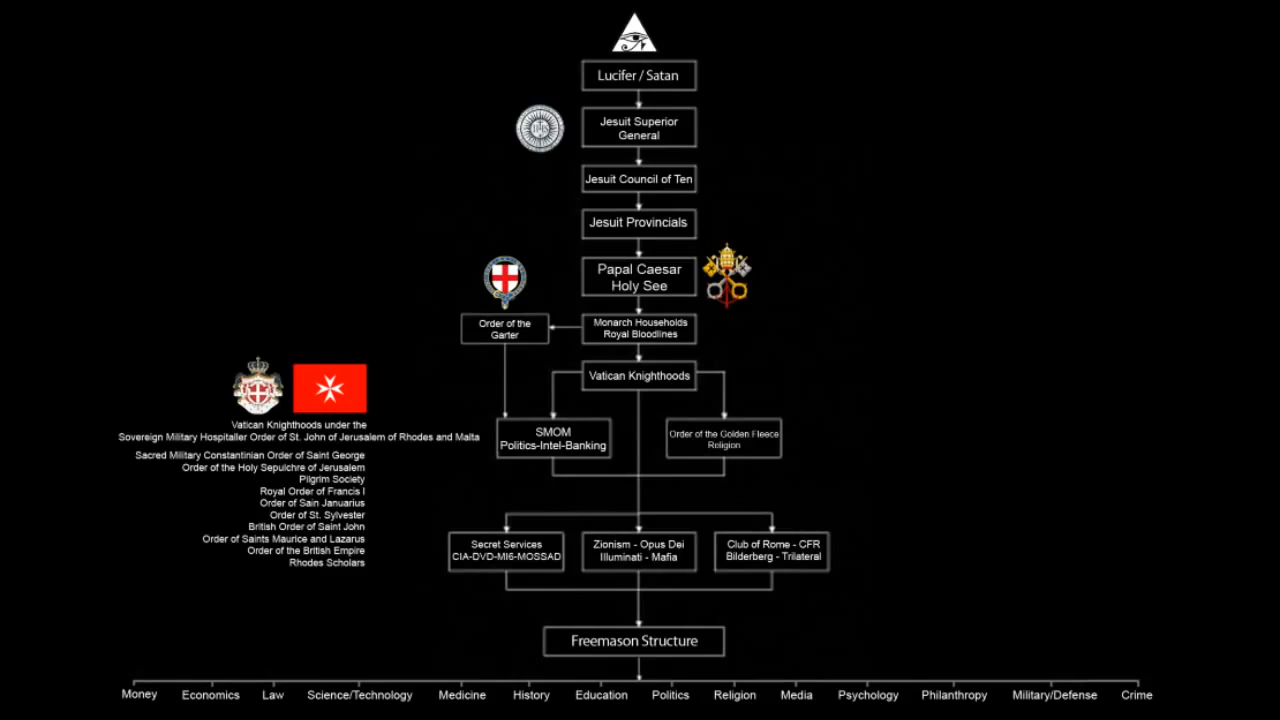 Lucifer / Satan
IHS
Jesuit Superior
General
Jesuit Council of Ten
Jesuit Provincials
Papal Caesar
Holy See
Order of the
Garter
Monarch Households
Royal Bloodlines
Vatican Knighthoods
Vatican Knighthoods under the
Sovereign Military Hospitaller Order of St. John of Jerusalem of Rhodes and Malta
Sacred Military Constantinian Order of Saint George
Order of the Holy Sepulchre of Jerusalem
Pilgrim Society
Royal Order of Francis I
Order of Sain Januarius
Order of St. Sylvester
British Order of Saint John
Order of Saints Maurice and Lazarus
Order of the British Empire
Rhodes Scholars
SMOM
Politics-Intel-Banking
Order of the Golden Fleece
Religion
Secret Services
CIA-DVD-MI6-MOSSAD
Zionism - Opus Dei
Illuminati - Mafia
Club of Rome - CFR
Bilderberg - Trilateral
Freemason Structure
Money Economics Law Science/Technology Medicine History Education Politics Religion Media Psychology Philanthropy Military/Defense Crime